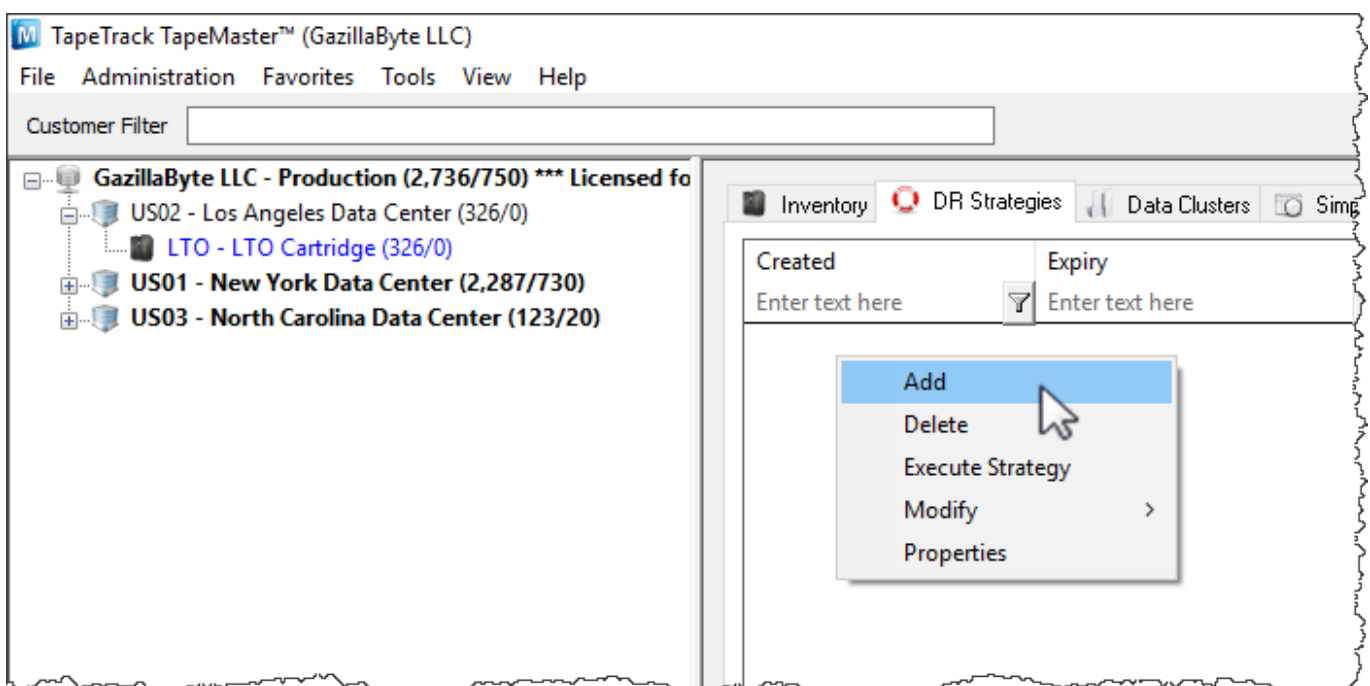 TapeTrack TapeMaster™ (GazillaByte LLC)
File Administration Favorites Tools View Help
Customer Filter
GazillaByte LLC - Production (2,736/750) *** Licensed fo
US02 - Los Angeles Data Center (326/0)
LTO - LTO Cartridge (326/0)
US01 - New York Data Center (2,287/730)
US03 - North Carolina Data Center (123/20)
Inventory DR Strategies Data Clusters Simp
Created Expiry
Enter text here Enter text here
Add
Delete
Execute Strategy
Modify
Properties